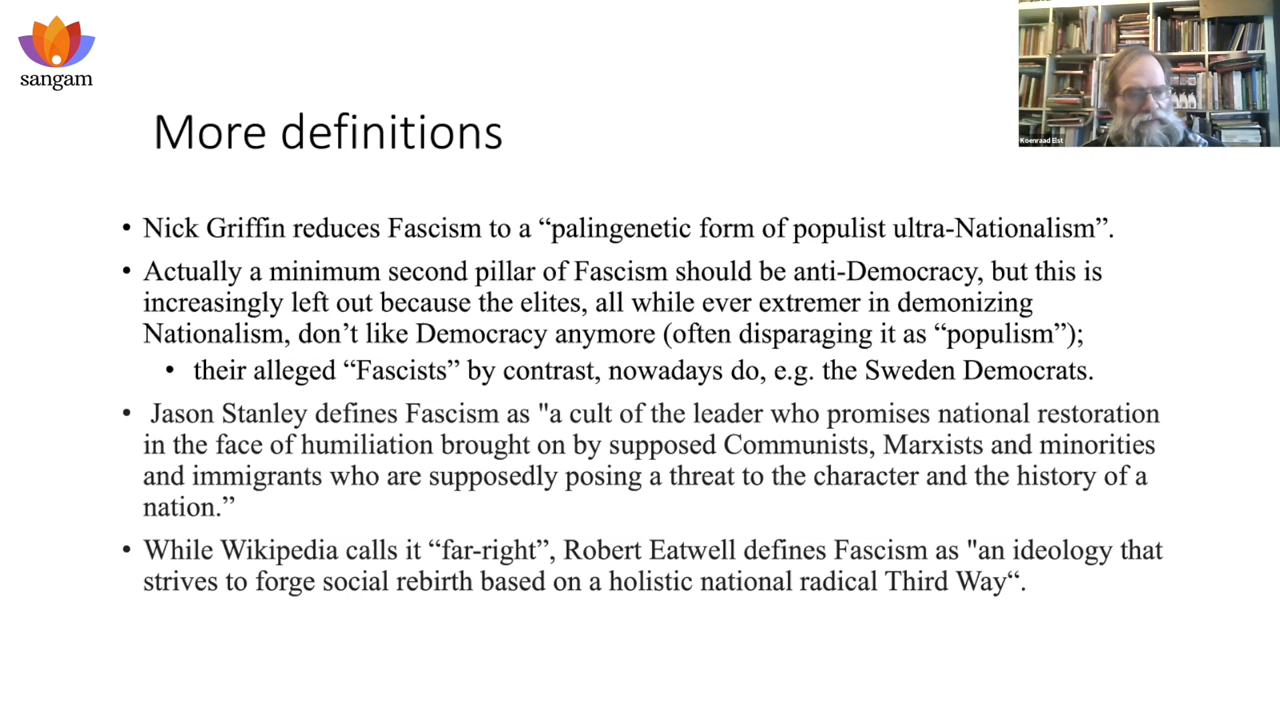 sangam
Koenraad Elst
More definitions
• Nick Griffin reduces Fascism to a “palingenetic form of populist ultra-Nationalism”.
• Actually a minimum second pillar of Fascism should be anti-Democracy, but this is
increasingly left out because the elites, all while ever extremer in demonizing
Nationalism, don’t like Democracy anymore (often disparaging it as “populism”);
• their alleged “Fascists” by contrast, nowadays do, e.g. the Sweden Democrats.
• Jason Stanley defines Fascism as "a cult of the leader who promises national restoration
in the face of humiliation brought on by supposed Communists, Marxists and minorities
and immigrants who are supposedly posing a threat to the character and the history of a
nation.”
• While Wikipedia calls it “far-right”, Robert Eatwell defines Fascism as "an ideology that
strives to forge social rebirth based on a holistic national radical Third Way“.